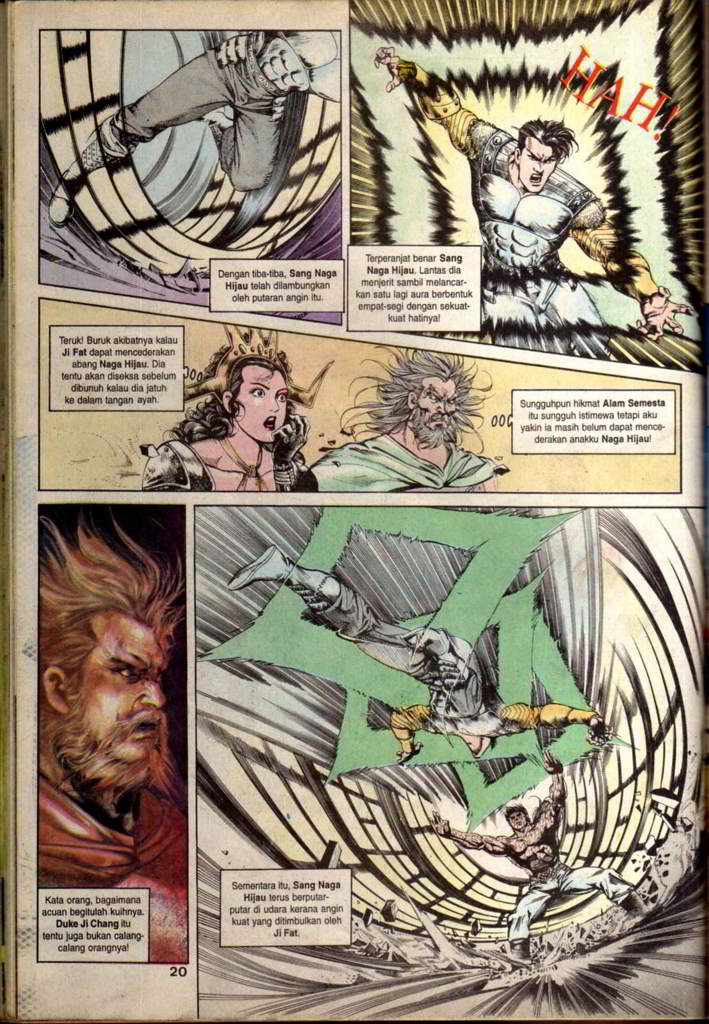 HAH!
Dengan tiba-tiba, Sang Naga
Hijau telah dilambungkan
oleh putaran angin itu.
Terperanjat benar Sang
Naga Hijau. Lantas dia
menjerit sambil melancar-
kan satu lagi aura berbentuk
empat-segi dengan sekuat-
kuat hatinya!
Teruk! Buruk akibatnya kalau
Ji Fat dapat mencederakan
abang Naga Hijau. Dia
tentu akan diseksa sebelum
dibunuh kalau dia jatuh
ke dalam tangan ayah.
Sungguhpun hikmat Alam Semesta
itu sungguh istimewa tetapi aku
yakin ia masih belum dapat mence-
derakan anakku Naga Hijau!
Kata orang, bagaimana
acuan begitulah kuihnya.
Duke Ji Chang itu
tentu juga bukan calang-
calang orangnya!
Sementara itu, Sang Naga
Hijau terus berputar-
putar di udara kerana angin
kuat yang ditimbulkan oleh
Ji Fat.
20